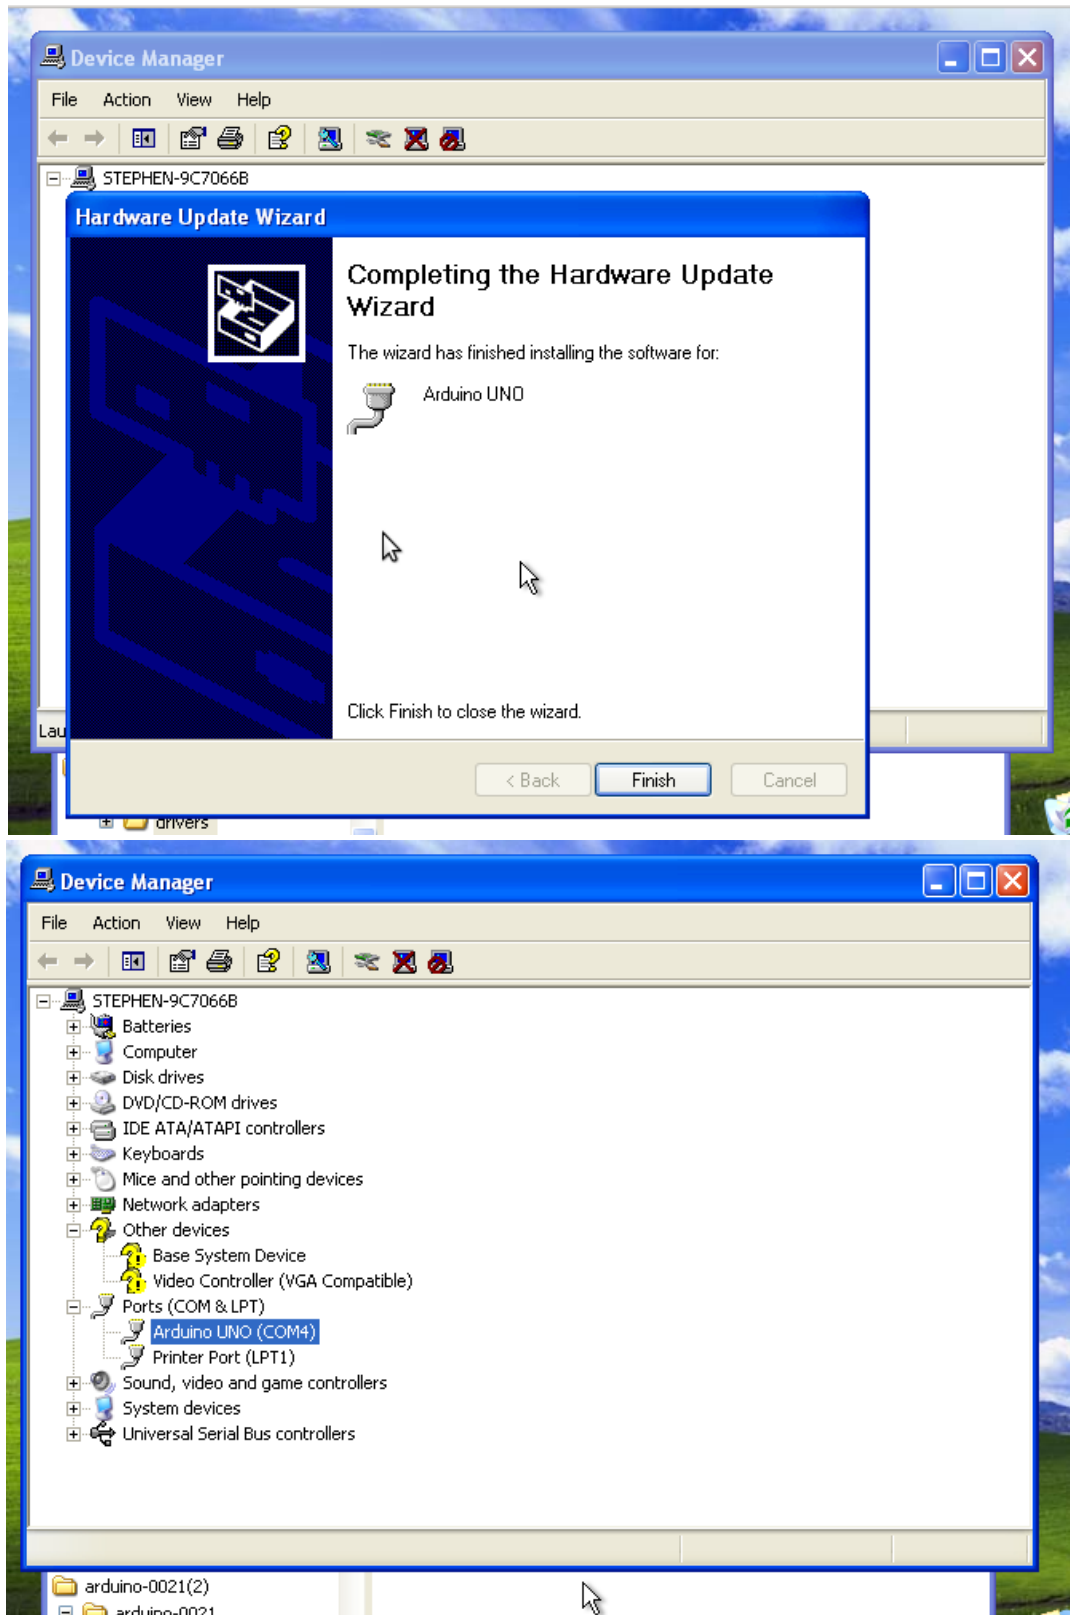 Device Manager
File Action View Help
STEPHEN-9C7066B
Hardware Update Wizard
Completing the Hardware Update
Wizard
The wizard has finished installing the software for:
Arduino UNO
Click Finish to close the wizard.
Lau
< Back Finish Cancel
drivers
Device Manager
File Action View Help
STEPHEN-9C7066B
Batteries
Computer
Disk drives
DVD/CD-ROM drives
IDE ATA/ATAPI controllers
Keyboards
Mice and other pointing devices
Network adapters
Other devices
Base System Device
Video Controller (VGA Compatible)
Ports (COM & LPT)
Arduino UNO (COM4)
Printer Port (LPT1)
Sound, video and game controllers
System devices
Universal Serial Bus controllers
arduino-0021(2)
arduino-0021